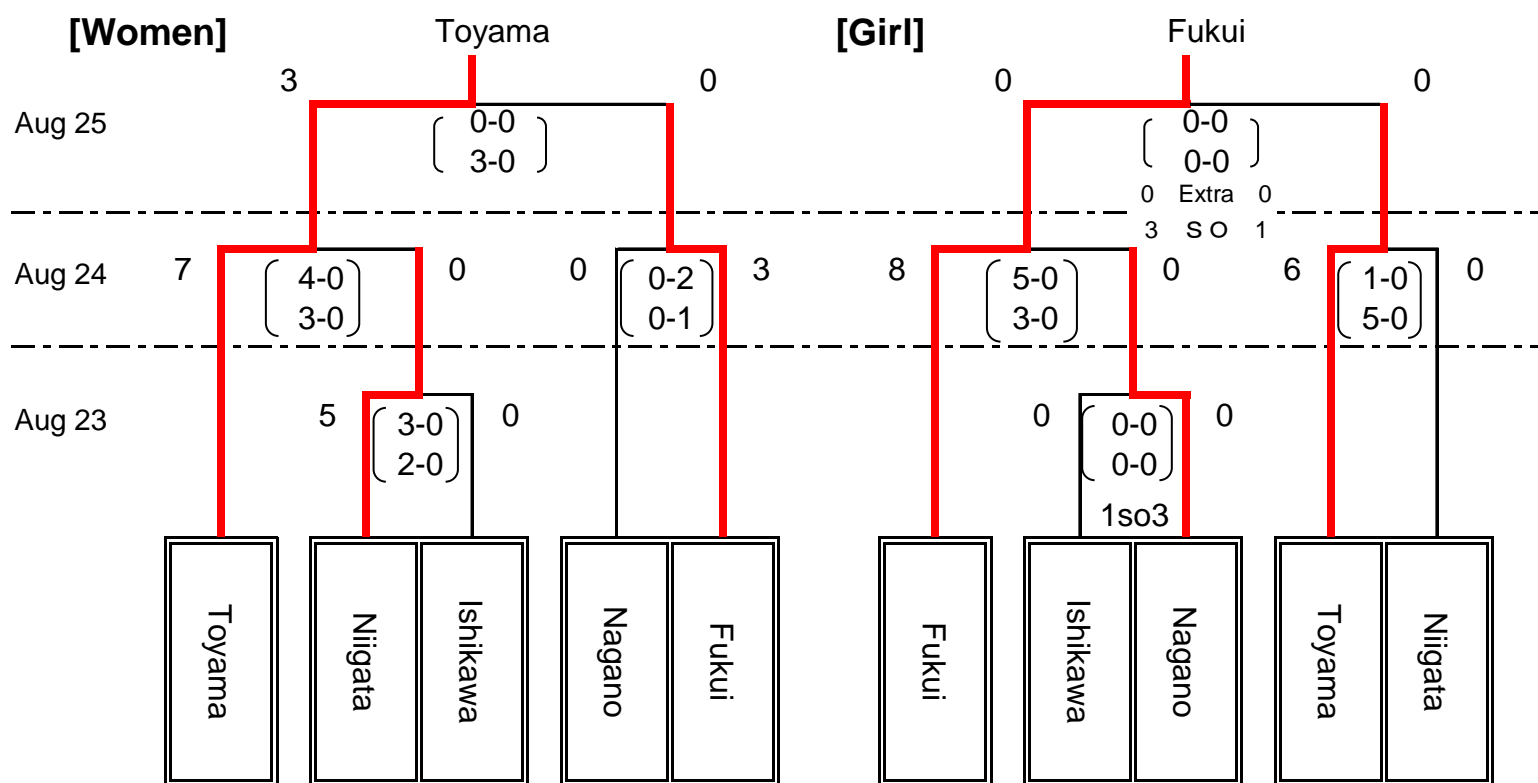 [Women] Toyama [Girl] Fukui
3 0 0 0
Aug 25 0-0 0-0
3-0 0-0
0 Extra 0
3 S O 1
Aug 24 7 4-0 0 0 0-2 3 8 5-0 0 6 1-0 0
3-0 0-1 3-0 5-0
Aug 23 5 3-0 0 0 0-0 0
2-0 0-0
1so3
Toyama
Niigata
Ishikawa
Nagano
Fukui
Fukui
Ishikawa
Nagano
Toyama
Niigata